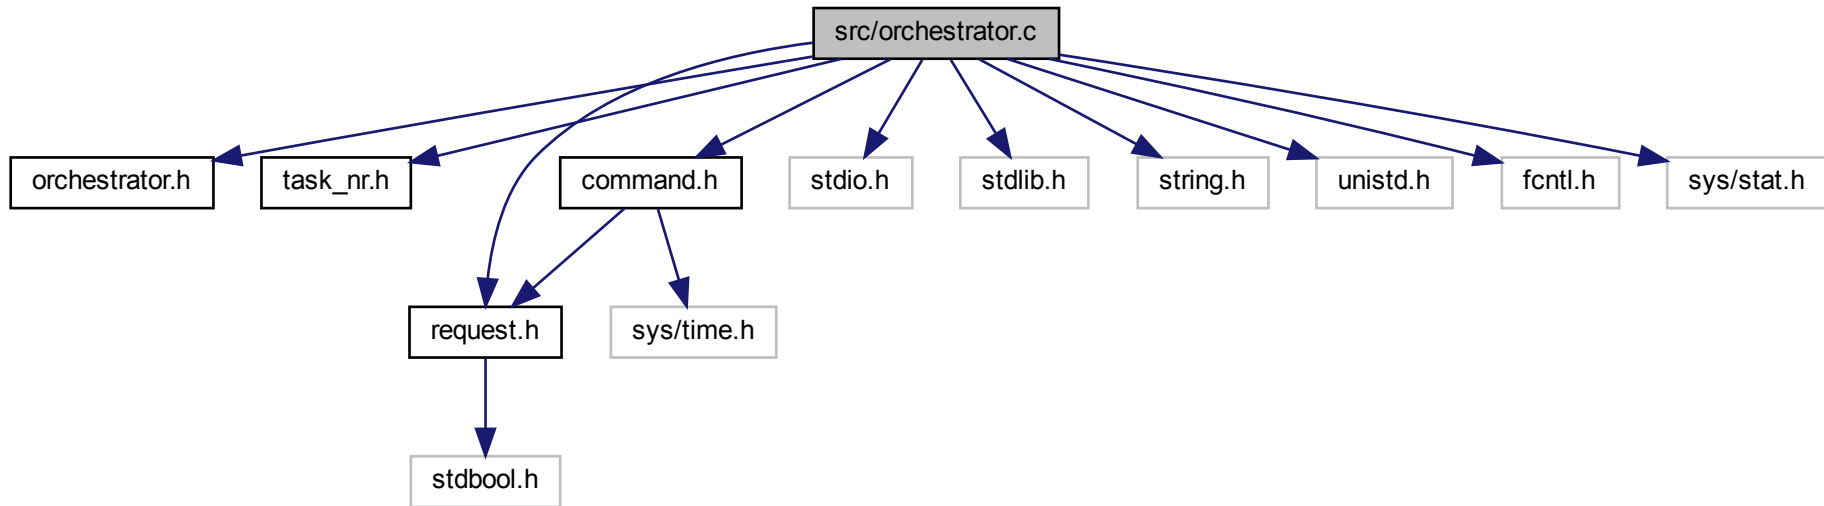 src/orchestrator.c
orchestrator.h
task_nr.h
command.h
stdio.h
stdlib.h
string.h
unistd.h
fcntl.h
sys/stat.h
request.h
sys/time.h
stdbool.h